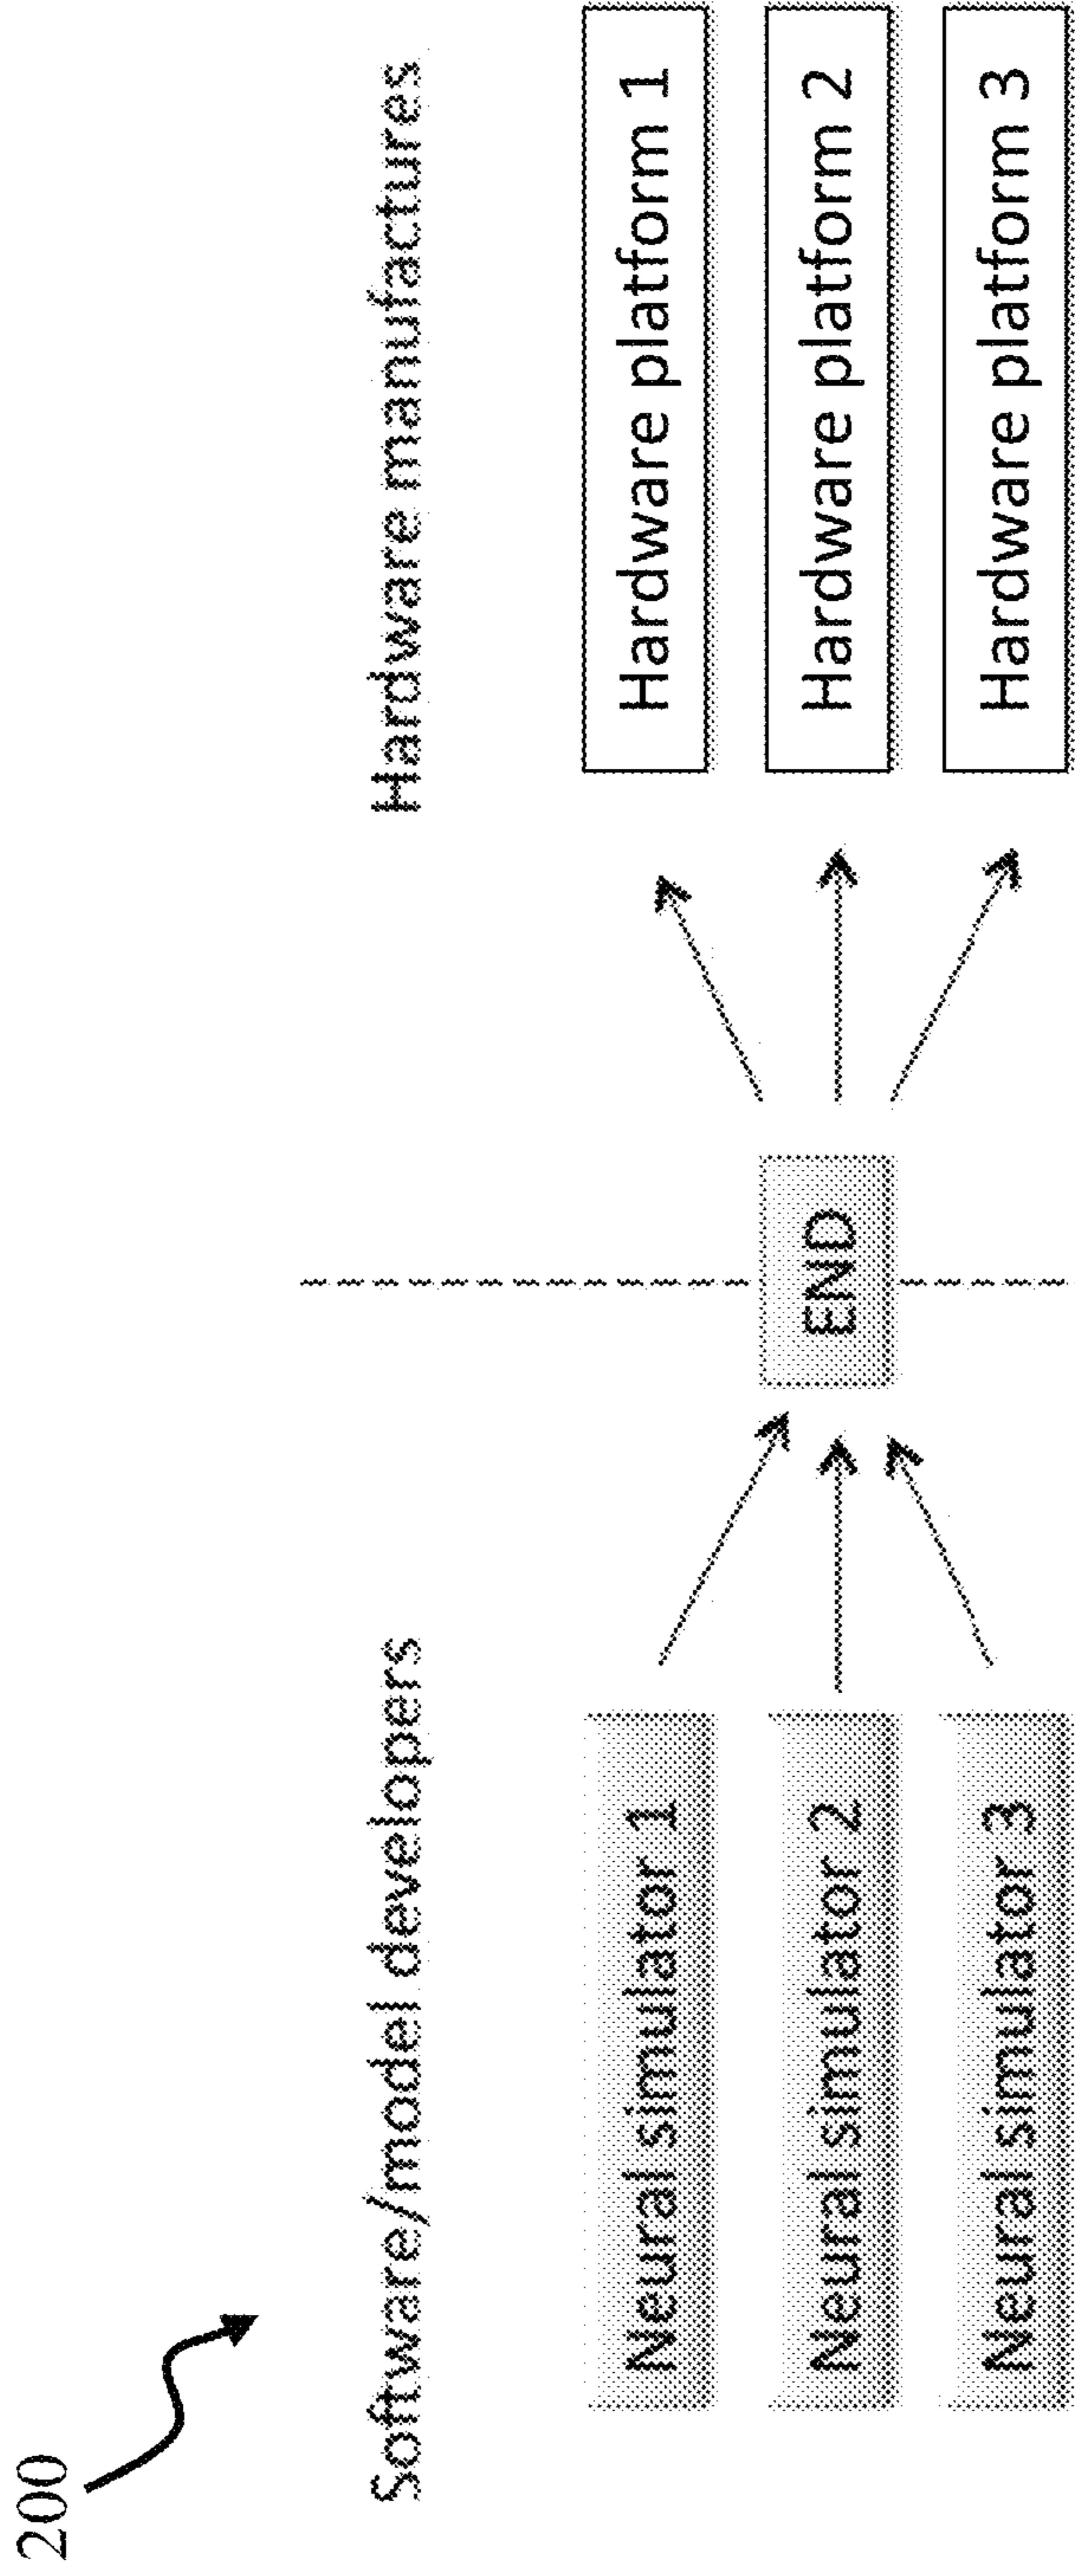 200
Software/model developers
Hardware manufactures
Neural simulator 1
Neural simulator 2
Neural simulator 3
END
Hardware platform 1
Hardware platform 2
Hardware platform 3